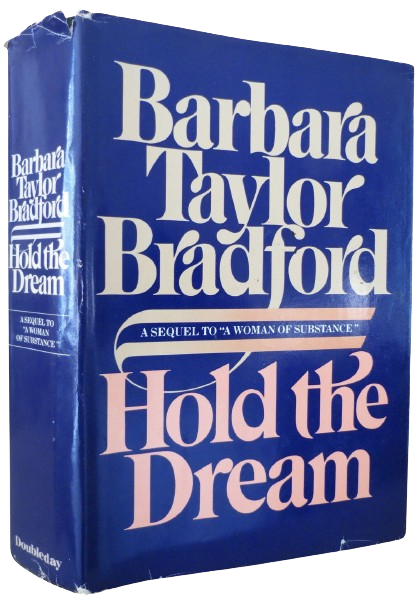 Barbara
Taylor
Bradford
A SEQUEL TO "A WOMAN OF SUBSTANCE"
Hold the
Dream
Barbara
Taylor
Bradford
Hold the
Dream
A SEQUEL TO
"A WOMAN
OF SUBSTANCE"
Doubleday